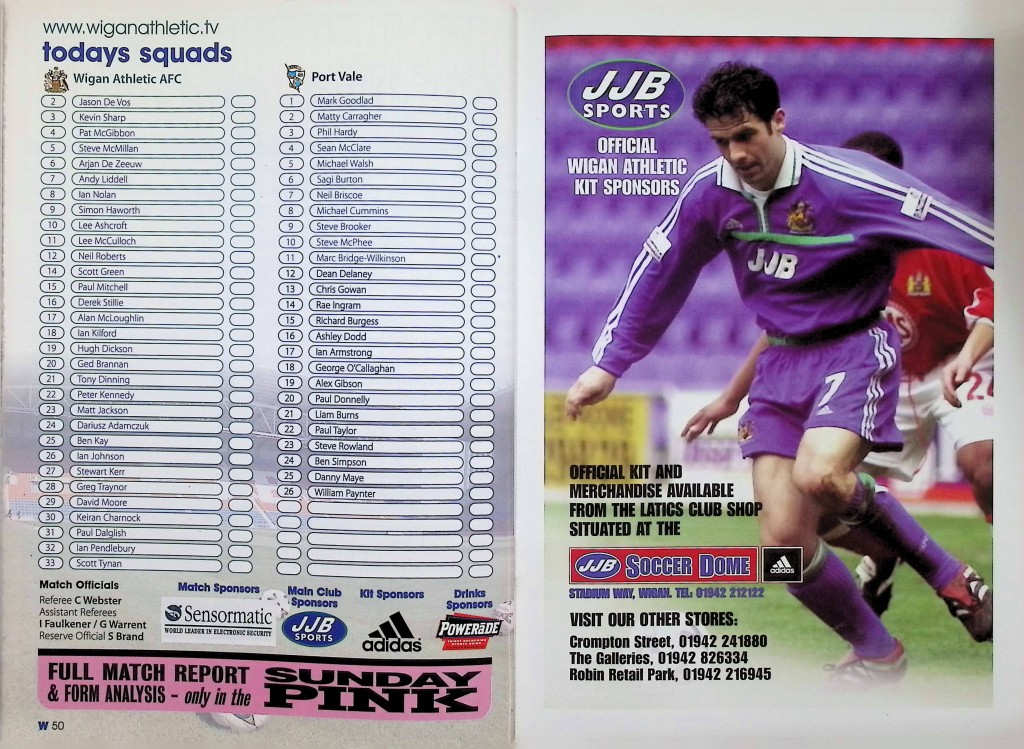 www.wiganathletic.tv
todays squads
Wigan Athletic AFC
2 Jason De Vos
3 Kevin Sharp
4 Pat McGibbon
5 Steve McMillan
6 Arjan De Zeeuw
7 Andy Liddell
8 Ian Nolan
9 Simon Haworth
10 Lee Ashcroft
11 Lee McCulloch
12 Neil Roberts
14 Scott Green
15 Paul Mitchell
16 Derek Stillie
17 Alan McLoughlin
18 Ian Kilford
19 Hugh Dickson
20 Ged Brannan
21 Tony Dinning
22 Peter Kennedy
23 Matt Jackson
24 Dariusz Adamczuk
25 Ben Kay
26 Ian Johnson
27 Stewart Kerr
28 Greg Traynor
29 David Moore
30 Keiran Charnock
31 Paul Dalglish
32 Ian Pendlebury
33 Scott Tynan
Port Vale
1 Mark Goodlad
2 Matty Carragher
3 Phil Hardy
4 Sean McClare
5 Michael Walsh
6 Sagi Burton
7 Neil Briscoe
8 Michael Cummins
9 Steve Brooker
10 Steve McPhee
11 Marc Bridge-Wilkinson
12 Dean Delaney
13 Chris Gowan
14 Rae Ingram
15 Richard Burgess
16 Ashley Dodd
17 Ian Armstrong
18 George O'Callaghan
19 Alex Gibson
20 Paul Donnelly
21 Liam Burns
22 Paul Taylor
23 Steve Rowland
24 Ben Simpson
25 Danny Maye
26 William Paynter
Match Officials
Referee C Webster
Assistant Referees
I Faulkener / G Warrent
Reserve Official S Brand
Match Sponsors
Sensormatic
WORLD LEADER IN ELECTRONIC SECURITY
Main Club
Sponsors
JJB
SPORTS
Kit Sponsors
adidas
Drinks
Sponsors
POWERADE
FULL MATCH REPORT
& FORM ANALYSIS - only in the
SUNDAY
PINK
W 50
JJB
SPORTS
OFFICIAL
WIGAN ATHLETIC
KIT SPONSORS
JJB
7
OFFICIAL KIT AND
MERCHANDISE AVAILABLE
FROM THE LATICS CLUB SHOP
SITUATED AT THE
JJB SOCCER DOME
adidas
STADIUM WAY, WIGAN. TEL: 01942 212122
VISIT OUR OTHER STORES:
Crompton Street, 01942 241880
The Galleries, 01942 826334
Robin Retail Park, 01942 216945